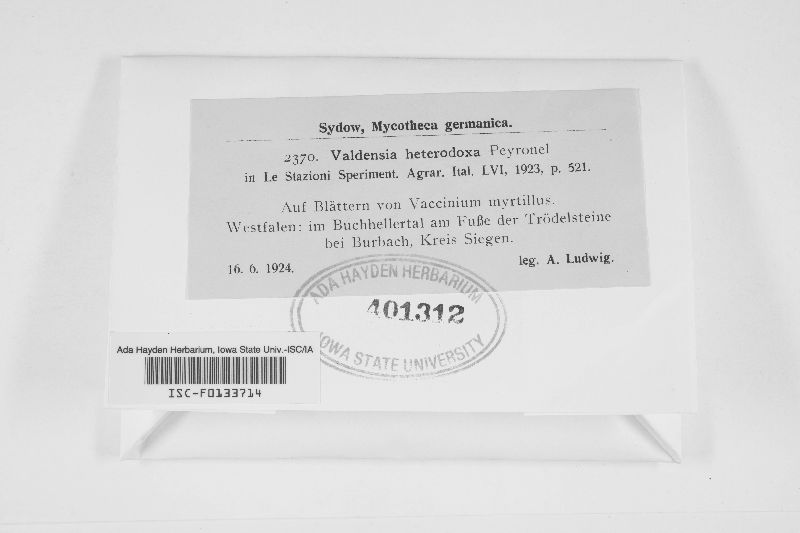 Sydow, Mycotheca germanica.
2370. Valdensia heterodoxa Peyronel
in Le Stazioni Speriment. Agrar. Ital. LVI, 1923, p. 521.
Auf Blättern von Vaccinium myrtillus.
Westfalen: im Buchhellertal am Fuße der Trödelsteine
bei Burbach, Kreis Siegen.
16. 6. 1924. leg. A. Ludwig.
ADA HAYDEN HERBARIUM
401312
IOWA STATE UNIVERSITY
Ada Hayden Herbarium, Iowa State Univ.-ISC/IA
ISC-F0133714